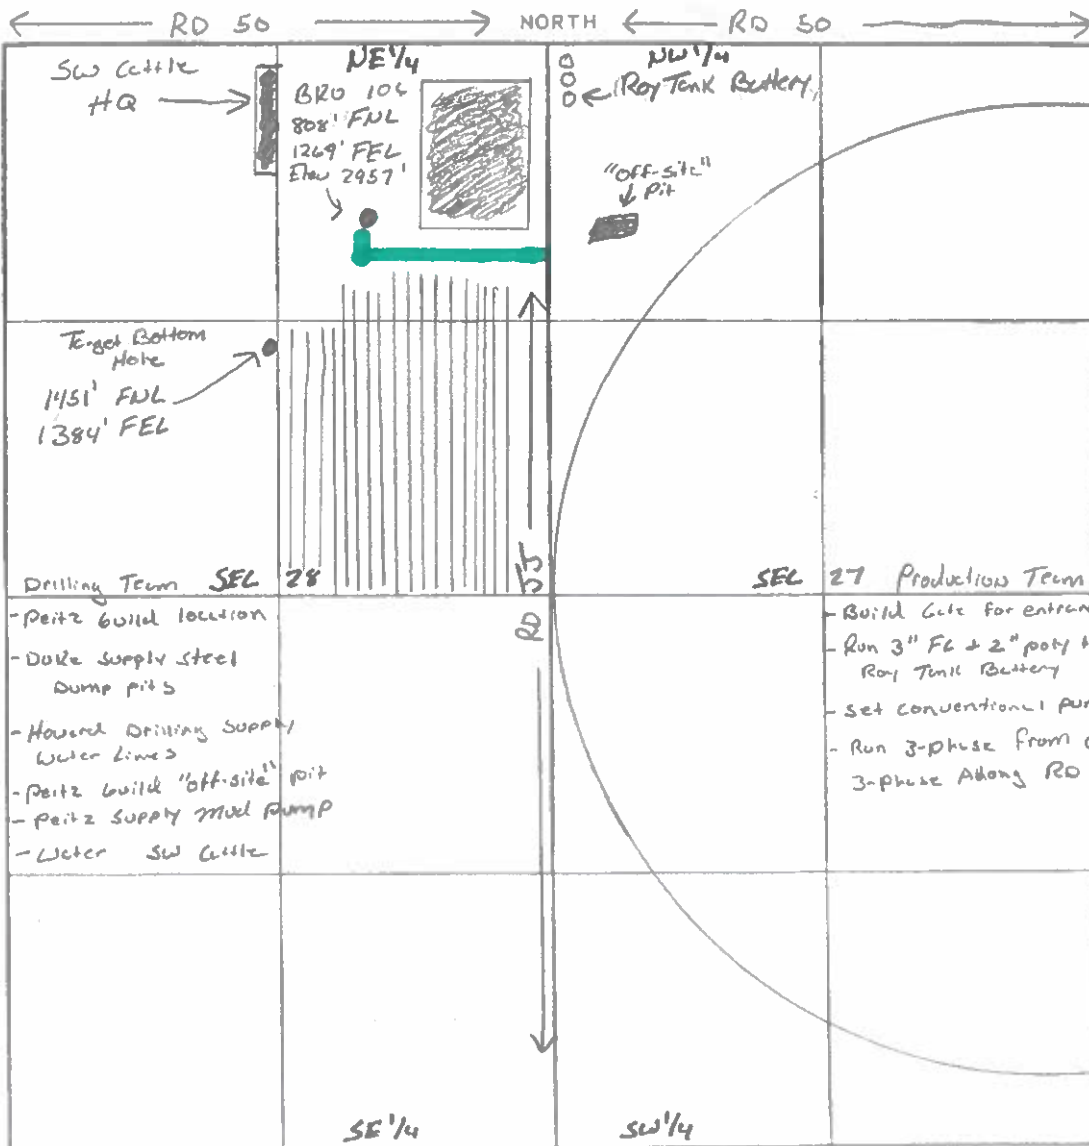 RD 50 NORTH RD 50
SW Cattle
HQ
NE 1/4
BRO
808' FNL
1269' FEL
Elev 2957'
NW 1/4
Roy Tank Battery
"OFF-site"
Pit
Target Bottom
Hole
1451' FNL
1384' FEL
RD 55
SEC 28
SEC 27
Drilling Team
- Peitz build location
- Duke Supply steel
Dump pits
- Howard Drilling Supply
Water Lines
- Peitz build "off-site" pit
- Peitz Supply Mud Pump
- Water SW Cattle
Production Team
- Build Gate for entran
- Run 3" FL + 2" poly t
Roy Tank Battery
- Set conventional pu
- Run 3-phase from
3-phase Along RD
SE 1/4
SW 1/4